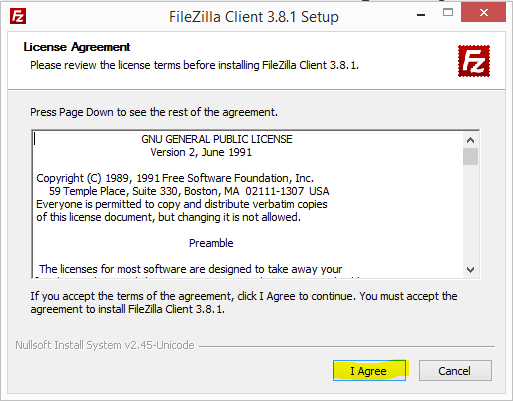 FileZilla Client 3.8.1 Setup
License Agreement
Please review the license terms before installing FileZilla Client 3.8.1.
Press Page Down to see the rest of the agreement.
GNU GENERAL PUBLIC LICENSE
Version 2, June 1991
Copyright (C) 1989, 1991 Free Software Foundation, Inc.
59 Temple Place, Suite 330, Boston, MA  02111-1307  USA
Everyone is permitted to copy and distribute verbatim copies
of this license document, but changing it is not allowed.
Preamble
The licenses for most software are designed to take away your
If you accept the terms of the agreement, click I Agree to continue. You must accept the
agreement to install FileZilla Client 3.8.1.
Nullsoft Install System v2.45-Unicode
I Agree
Cancel